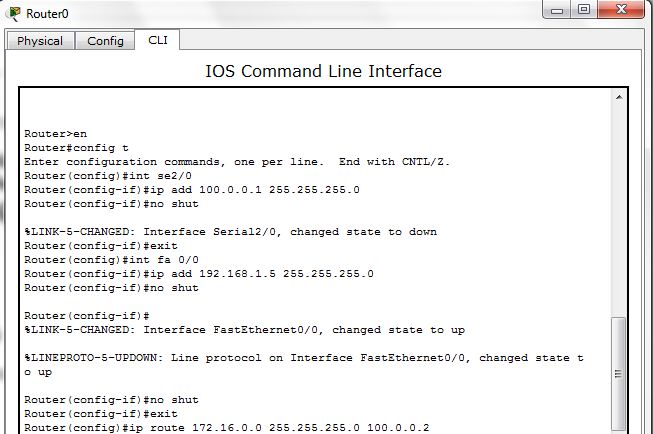 Router0
Physical Config CLI
IOS Command Line Interface
Router>en
Router#config t
Enter configuration commands, one per line.  End with CNTL/Z.
Router(config)#int se2/0
Router(config-if)#ip add 100.0.0.1 255.255.255.0
Router(config-if)#no shut
%LINK-5-CHANGED: Interface Serial2/0, changed state to down
Router(config-if)#exit
Router(config)#int fa 0/0
Router(config-if)#ip add 192.168.1.5 255.255.255.0
Router(config-if)#no shut
Router(config-if)#
%LINK-5-CHANGED: Interface FastEthernet0/0, changed state to up
%LINEPROTO-5-UPDOWN: Line protocol on Interface FastEthernet0/0, changed state t
o up
Router(config-if)#no shut
Router(config-if)#exit
Router(config)#ip route 172.16.0.0 255.255.255.0 100.0.0.2